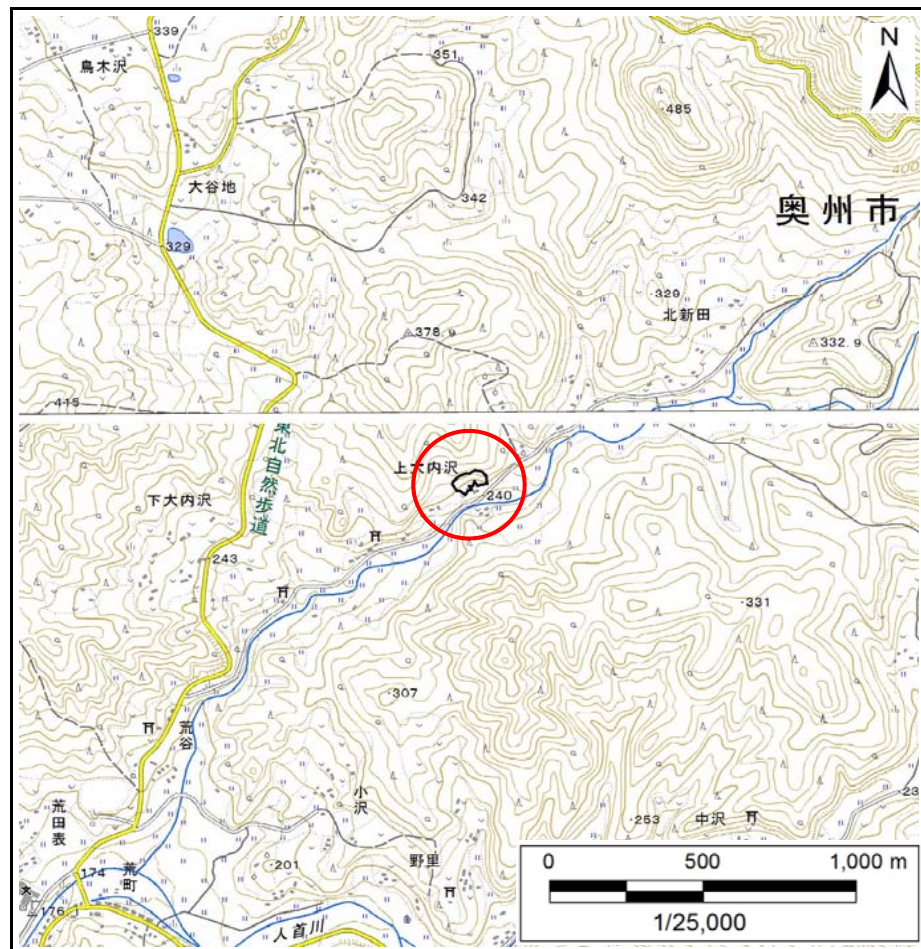 339
350
351
N
鳥木沢
485
400
大谷地
342
奥州市
329
329
北新田
378.9
332.9
415
東北自然歩道
上大内沢
下大内沢
240
243
331
307
荒谷
小沢
荒田表
253
中沢
荒町
201
野里
174
176
人首川
0 500 1,000 m
1/25,000